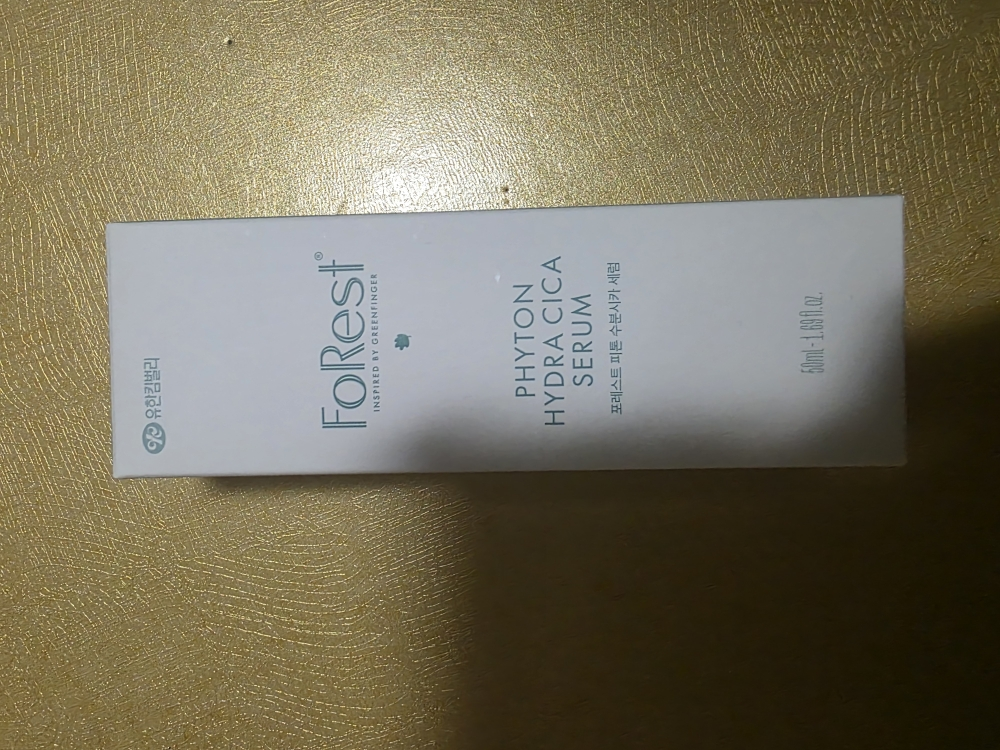 유한킴벌리
FoRest®
INSPIRED BY GREENFINGER
PHYTON
HYDRA CICA
SERUM
포레스트 피톤 수분시카 세럼
50ml - 1.69 fl.oz.